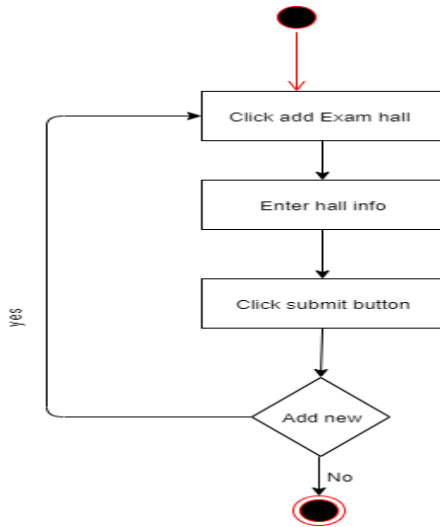 Click add Exam hall
Enter hall info
Click submit button
yes
Add new
No